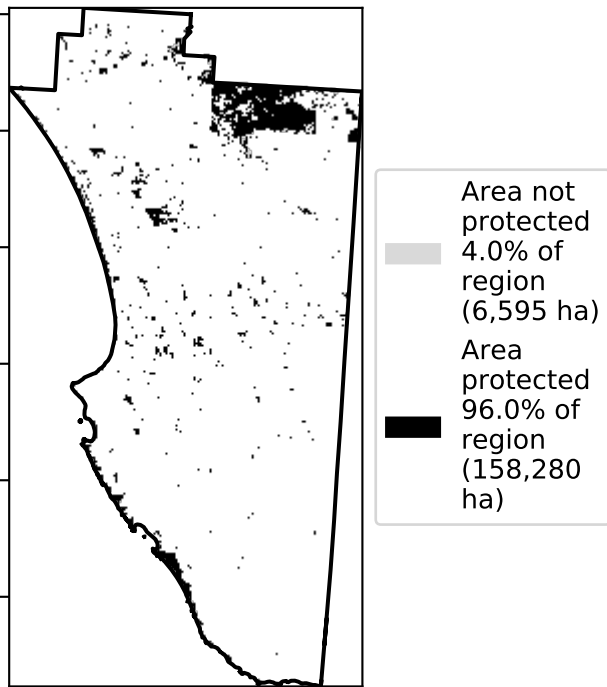 Area not
protected
4.0% of
region
(6,595 ha)
Area
protected
96.0% of
region
(158,280
ha)